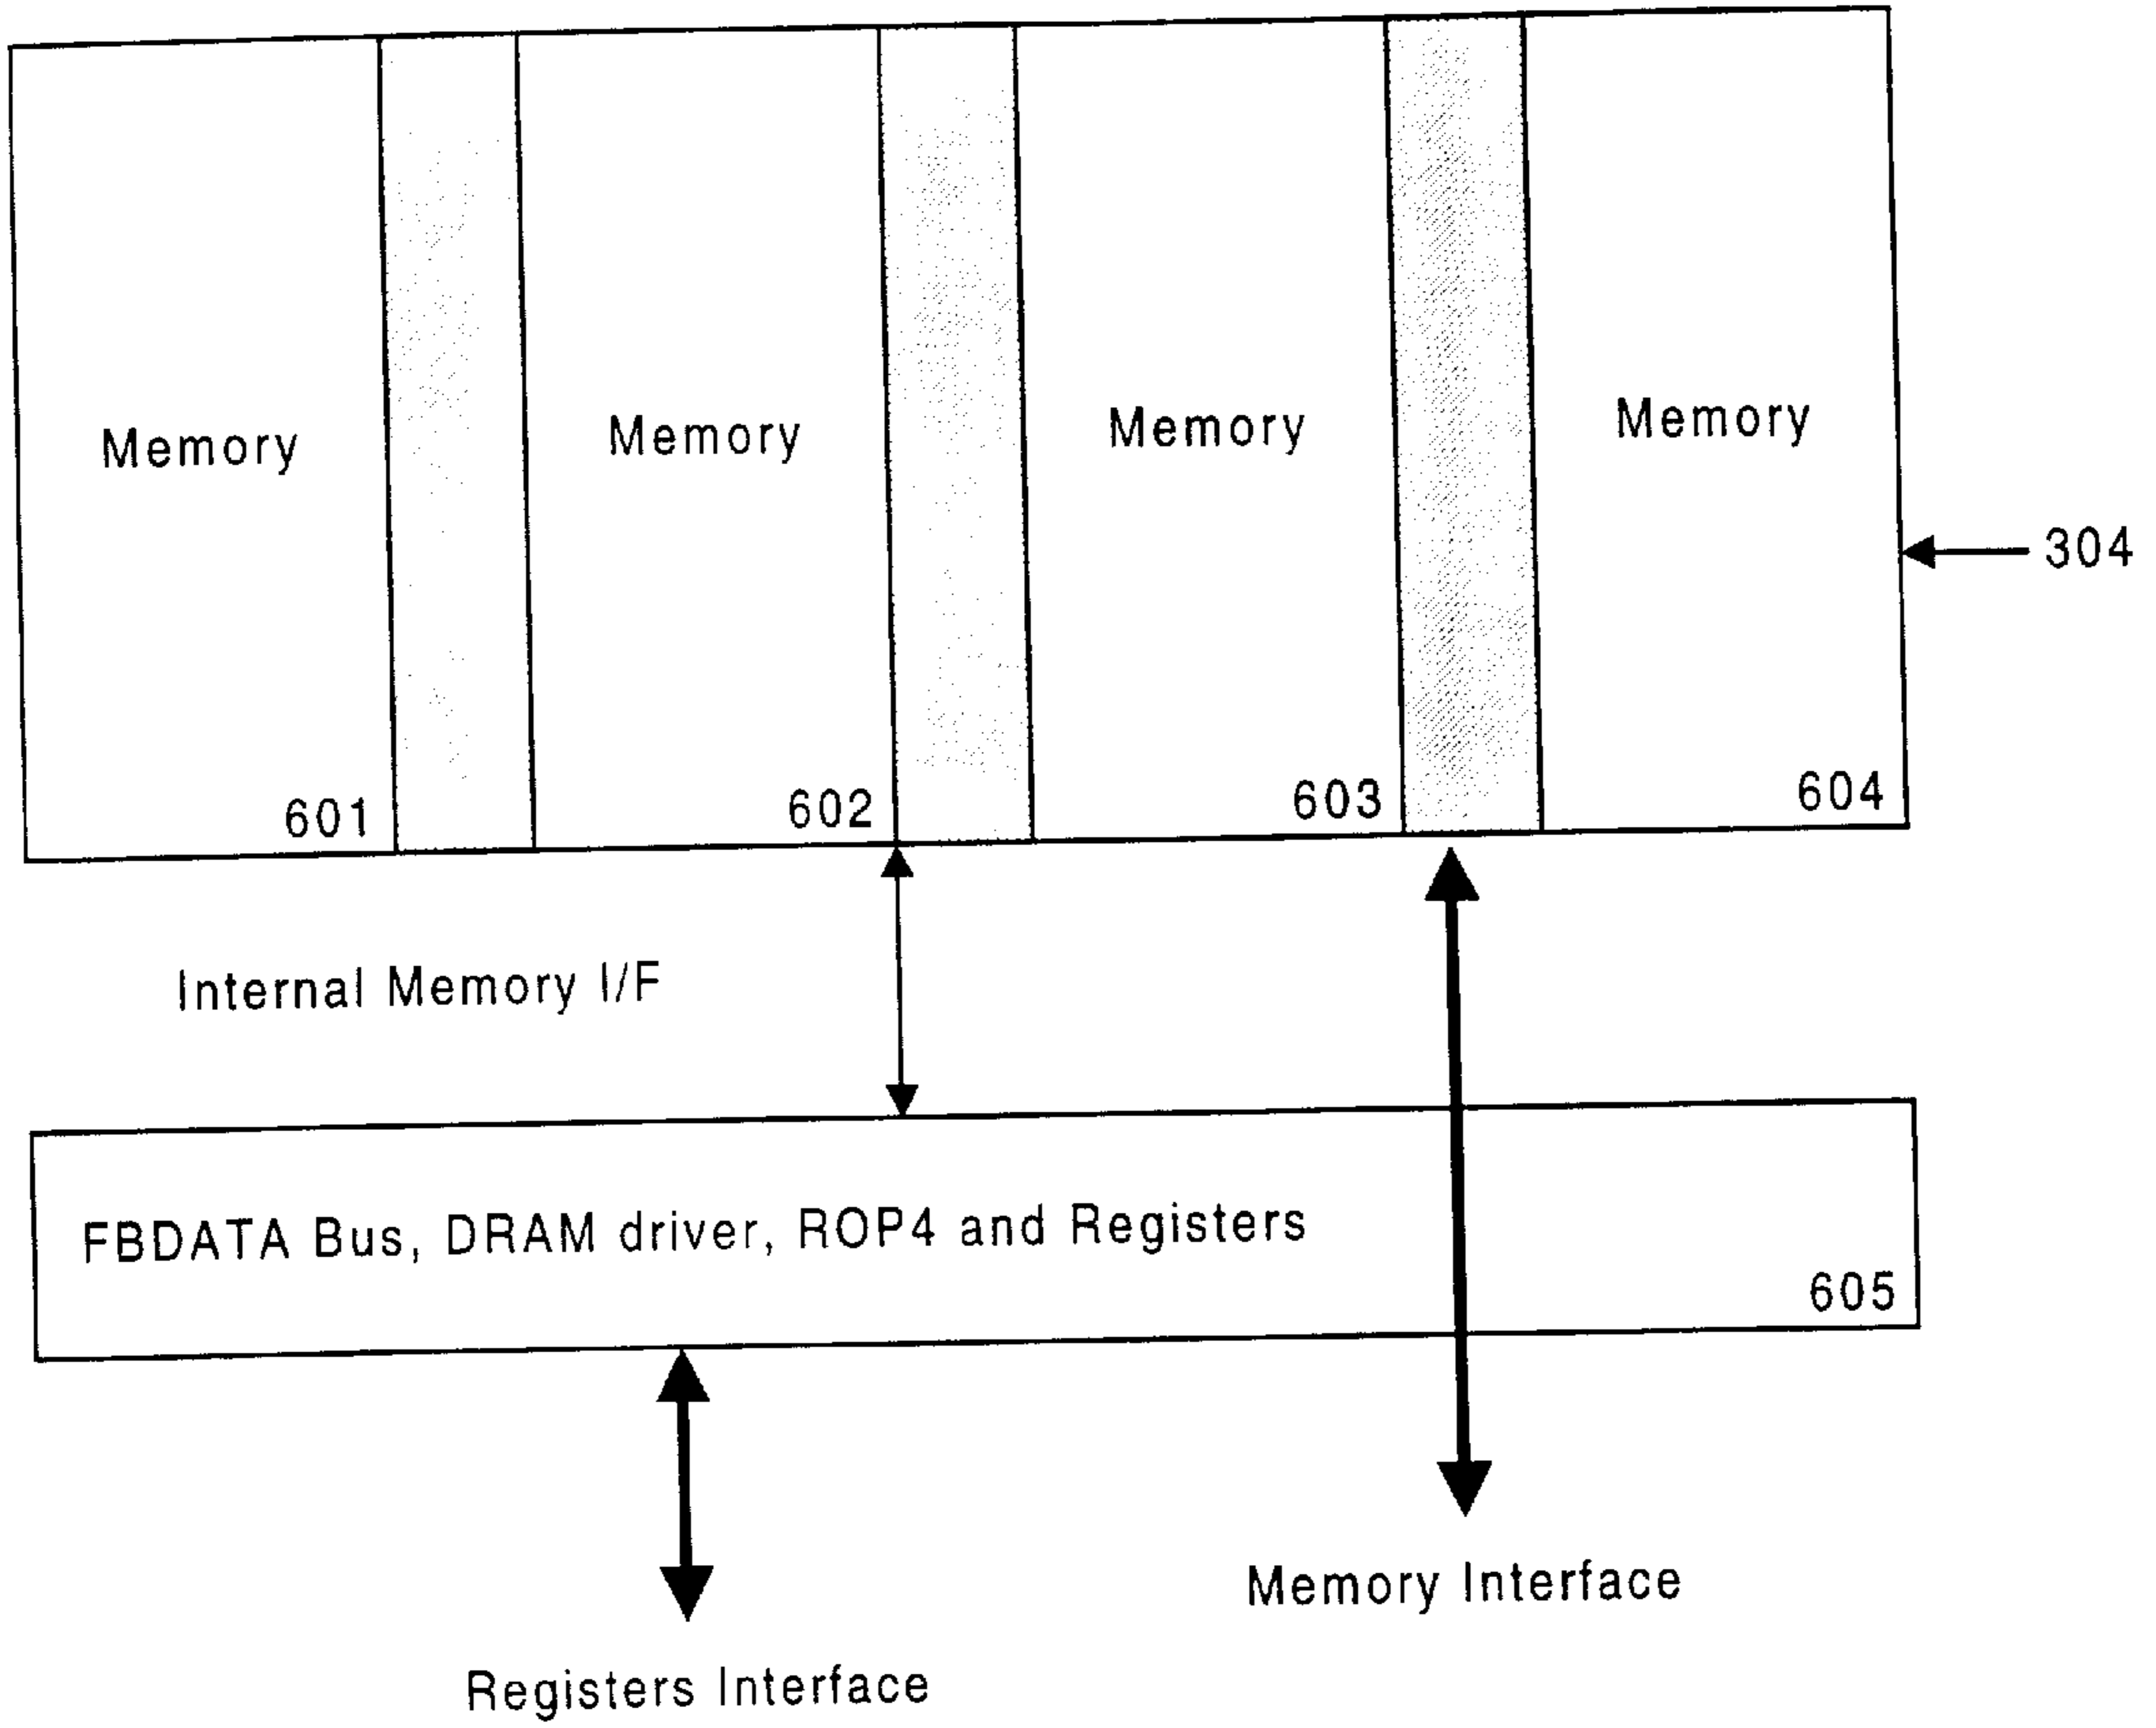 Memory
Memory
Memory
Memory
304
601
602
603
604
Internal Memory I/F
FBDATA Bus, DRAM driver, ROP4 and Registers
605
Memory Interface
Registers Interface